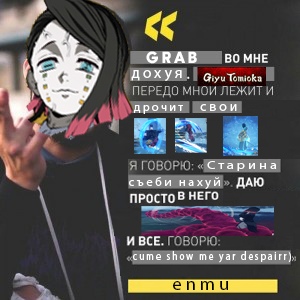 «
GRAB ВО МНЕ
ДОХУЯ. Giyu Tomioka
ПЕРЕДО МНОЙ ЛЕЖИТ И
дрочит свои
Я ГОВОРЮ: «Старина
съеби нахуй». ДАЮ
ПРОСТО В НЕГО
И ВСЕ. ГОВОРЮ:
«cume show me yar despairr)»
enmu